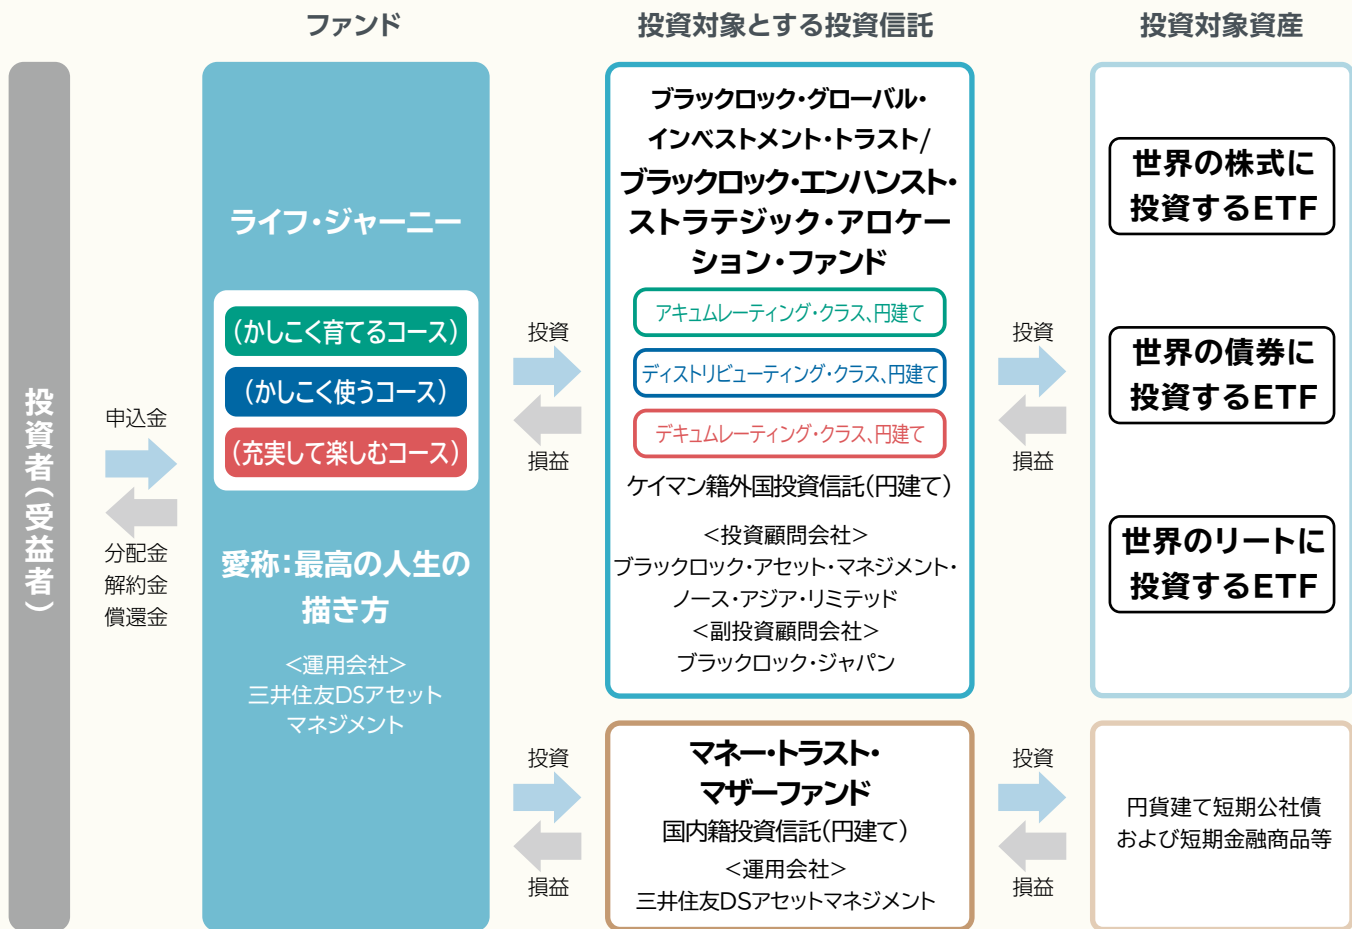 ファンド
投資対象とする投資信託
投資対象資産
投資者(受益者)
申込金
分配金
解約金
償還金
ライフ・ジャーニー
(かしこく育てるコース)
(かしこく使うコース)
(充実して楽しむコース)
愛称:最高の人生の
描き方
<運用会社>
三井住友DSアセット
マネジメント
投資
損益
ブラックロック・グローバル・
インベストメント・トラスト/
ブラックロック・エンハンスト・
ストラテジック・アロケー
ション・ファンド
アキュムレーティング・クラス、円建て
ディストリビューティング・クラス、円建て
デキュムレーティング・クラス、円建て
ケイマン籍外国投資信託(円建て)
<投資顧問会社>
ブラックロック・アセット・マネジメント・
ノース・アジア・リミテッド
<副投資顧問会社>
ブラックロック・ジャパン
投資
損益
世界の株式に
投資するETF
世界の債券に
投資するETF
世界のリートに
投資するETF
投資
損益
マネー・トラスト・
マザーファンド
国内籍投資信託(円建て)
<運用会社>
三井住友DSアセットマネジメント
投資
損益
円貨建て短期公社債
および短期金融商品等